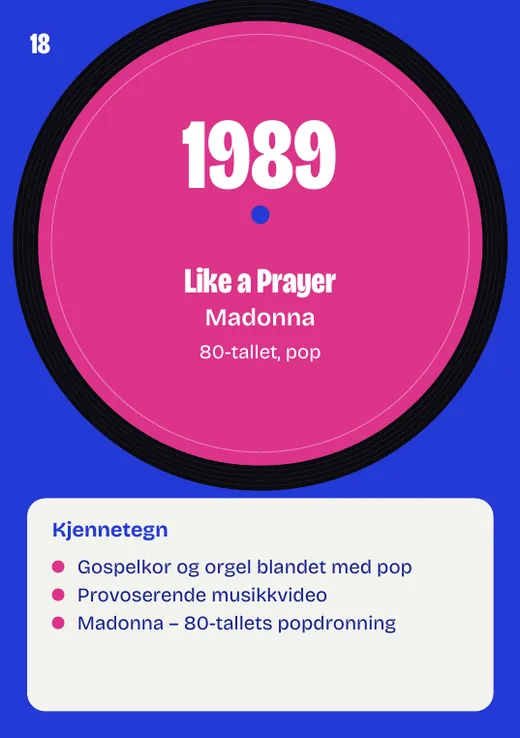 18
1989
Like a Prayer
Madonna
80-tallet, pop
Kjennetegn
Gospelkor og orgel blandet med pop
Provoserende musikkvideo
Madonna – 80-tallets popdronning